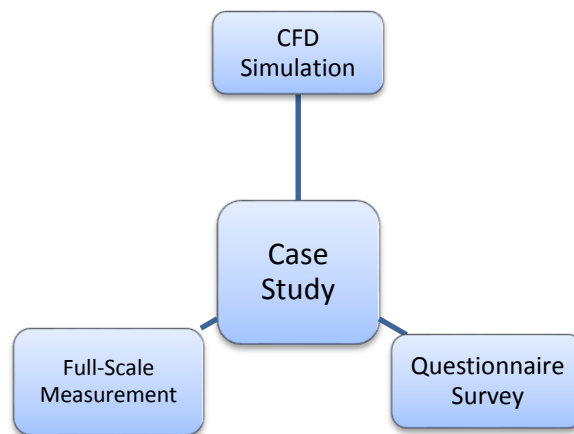 CFD
Simulation
Case
Study
Full-Scale
Measurement
Questionnaire
Survey